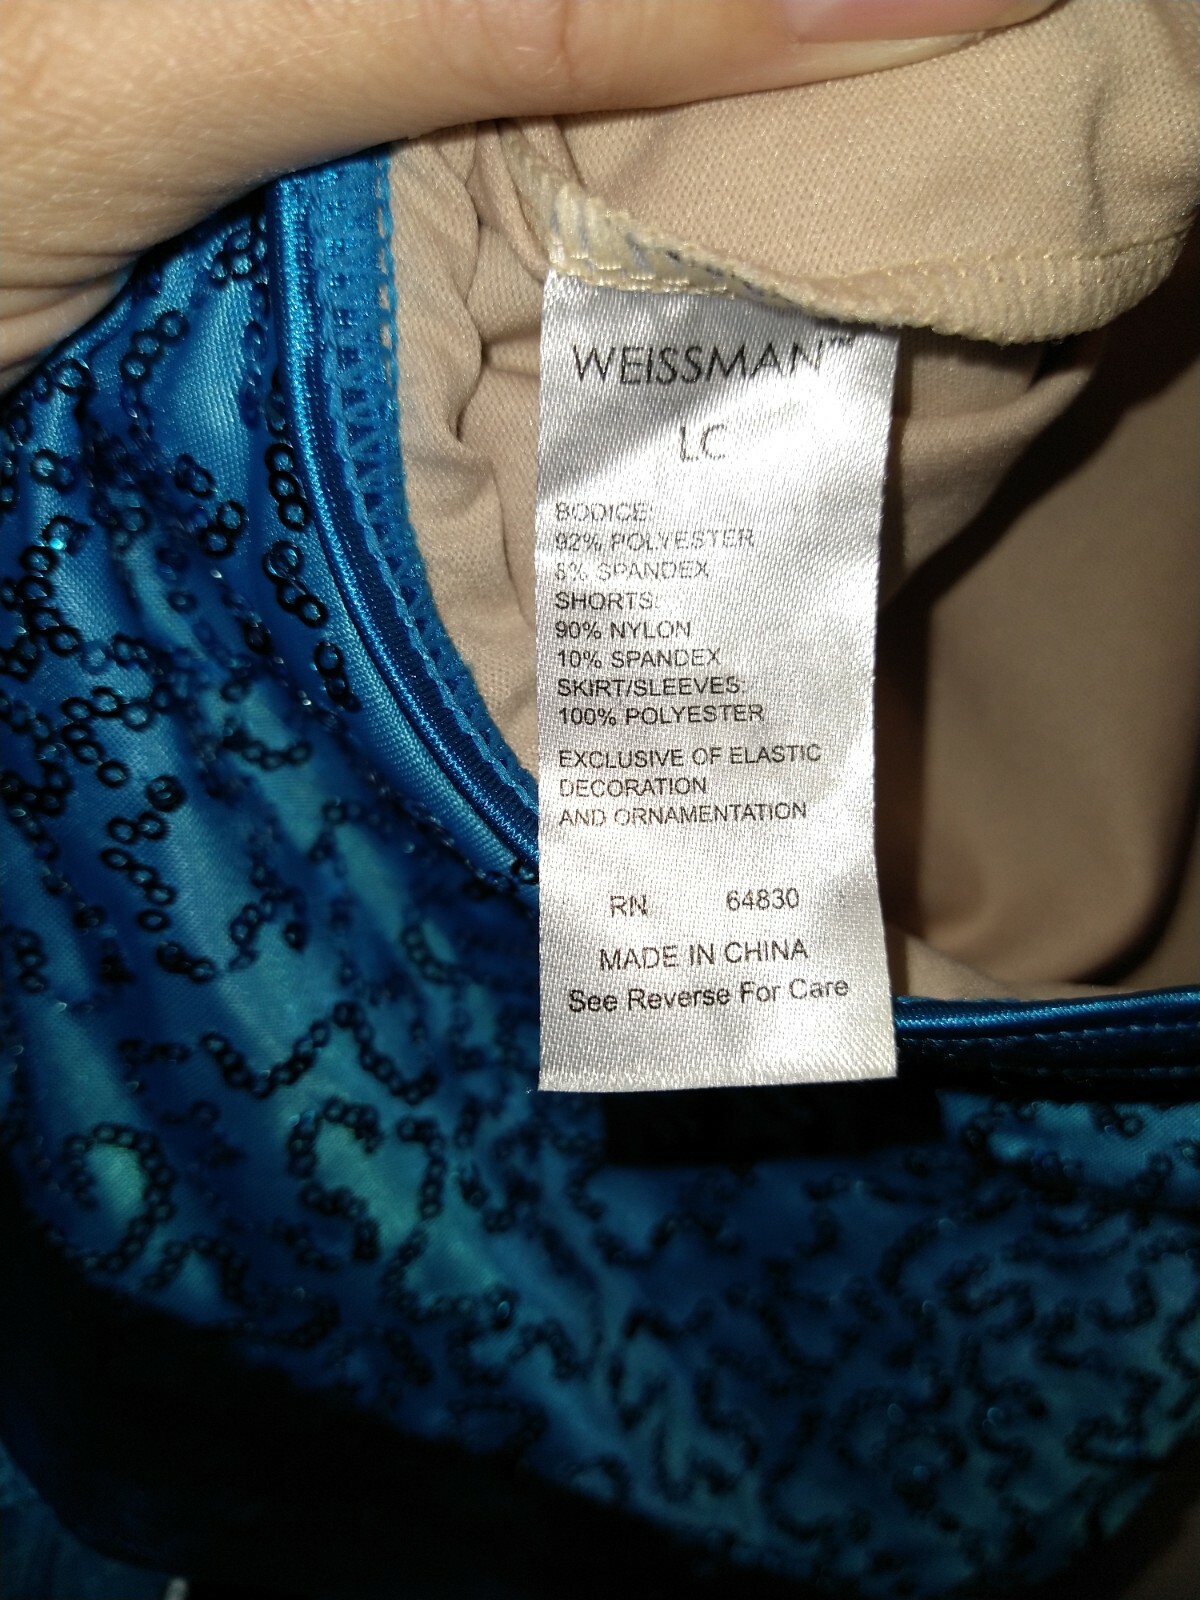 WEISSMAN™
LC
BODICE:
92% POLYESTER
8% SPANDEX
SHORTS:
90% NYLON
10% SPANDEX
SKIRT/SLEEVES:
100% POLYESTER
EXCLUSIVE OF ELASTIC
DECORATION
AND ORNAMENTATION
RN 64830
MADE IN CHINA
See Reverse For Care